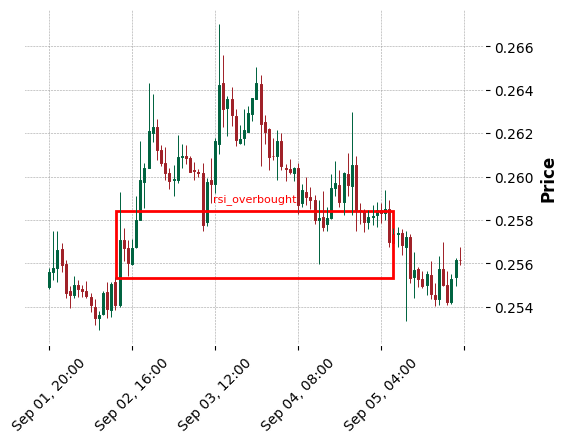 0.266
0.264
0.262
0.260
0.258
0.256
0.254
Price
rsi_overbought
Sep 01, 20:00
Sep 02, 16:00
Sep 03, 12:00
Sep 04, 08:00
Sep 05, 04:00